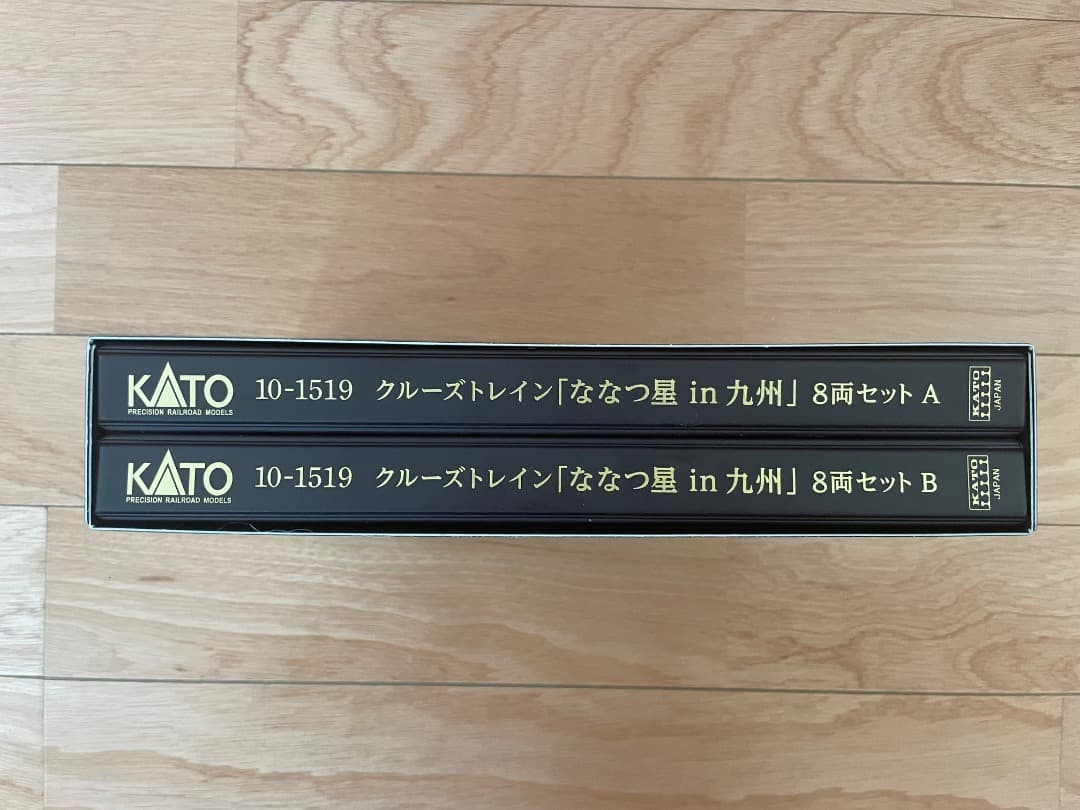 KATO 10-1519 クルーズトレイン「ななつ星 in 九州」 8両セット A KATO JAPAN
PRECISION RAILROAD MODELS
KATO 10-1519 クルーズトレイン「ななつ星 in 九州」 8両セット B KATO JAPAN
PRECISION RAILROAD MODELS